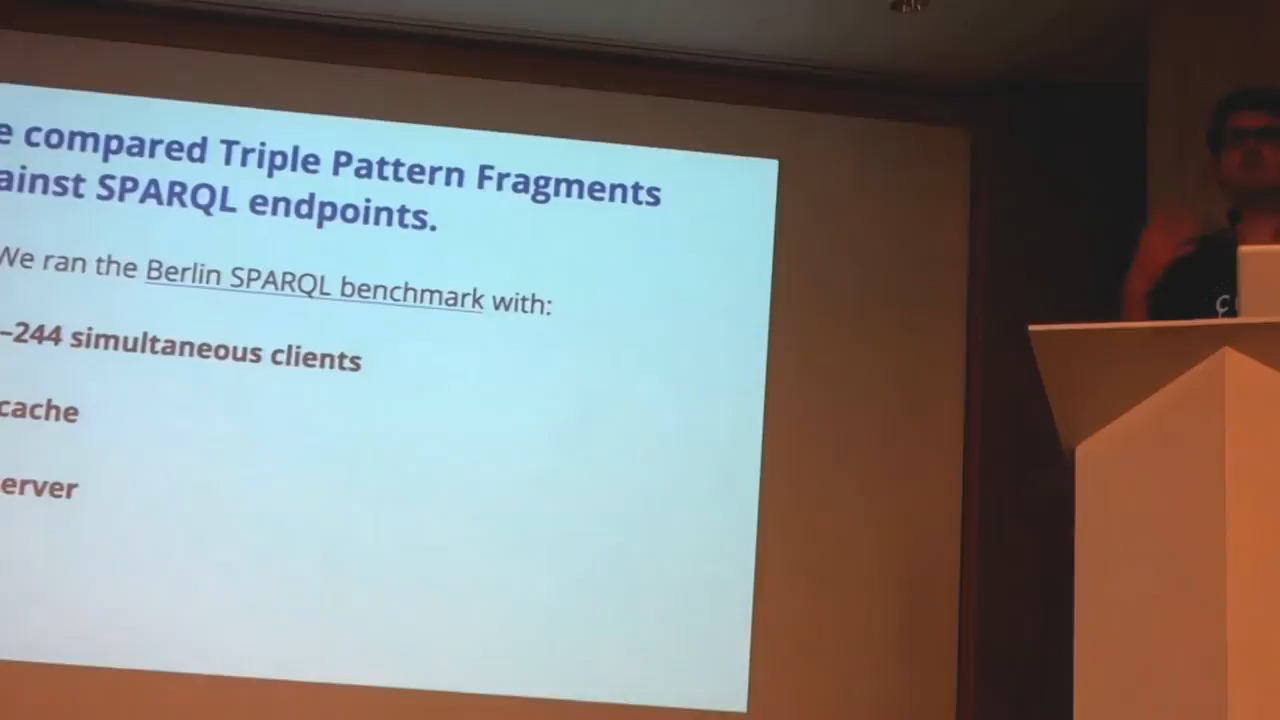 e compared Triple Pattern Fragments
ainst SPARQL endpoints.
We ran the Berlin SPARQL benchmark with:
–244 simultaneous clients
cache
erver